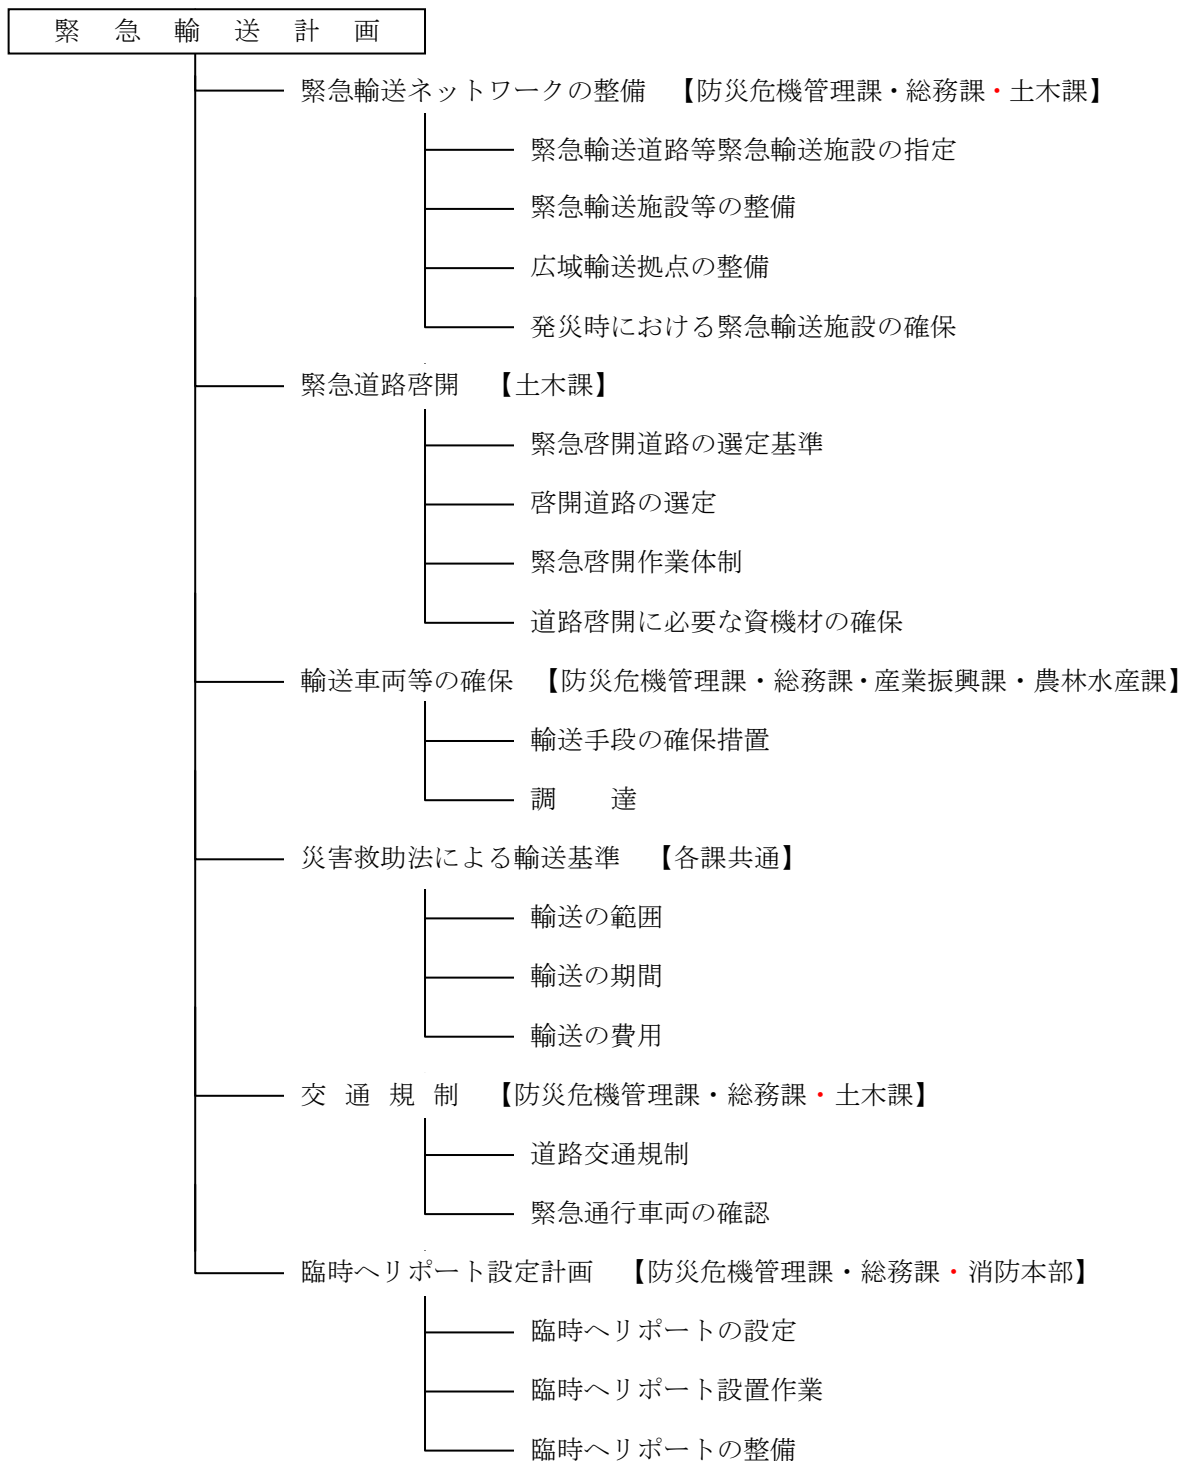 緊急輸送計画
緊急輸送ネットワークの整備　【防災危機管理課・総務課・土木課】
緊急輸送道路等緊急輸送施設の指定
緊急輸送施設等の整備
広域輸送拠点の整備
発災時における緊急輸送施設の確保
緊急道路啓開　【土木課】
緊急啓開道路の選定基準
啓開道路の選定
緊急啓開作業体制
道路啓開に必要な資機材の確保
輸送車両等の確保　【防災危機管理課・総務課・産業振興課・農林水産課】
輸送手段の確保措置
調　達
災害救助法による輸送基準　【各課共通】
輸送の範囲
輸送の期間
輸送の費用
交通規制　【防災危機管理課・総務課・土木課】
道路交通規制
緊急通行車両の確認
臨時ヘリポート設定計画　【防災危機管理課・総務課・消防本部】
臨時ヘリポートの設定
臨時ヘリポート設置作業
臨時ヘリポートの整備